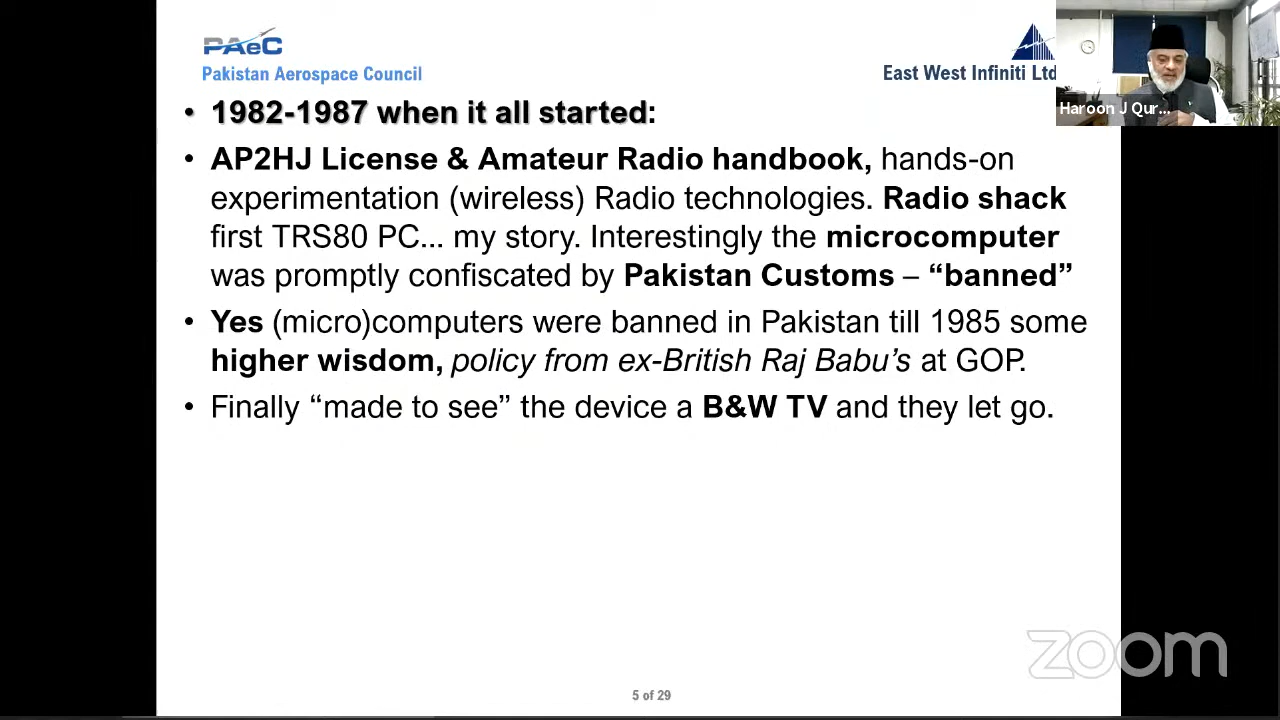 PAeC
Pakistan Aerospace Council
East West Infiniti Ltd
Haroon J Qur...
• 1982-1987 when it all started:
• AP2HJ License & Amateur Radio handbook, hands-on
experimentation (wireless) Radio technologies. Radio shack
first TRS80 PC... my story. Interestingly the microcomputer
was promptly confiscated by Pakistan Customs – “banned”
• Yes (micro)computers were banned in Pakistan till 1985 some
higher wisdom, policy from ex-British Raj Babu’s at GOP.
• Finally “made to see” the device a B&W TV and they let go.
zoom
5 of 29